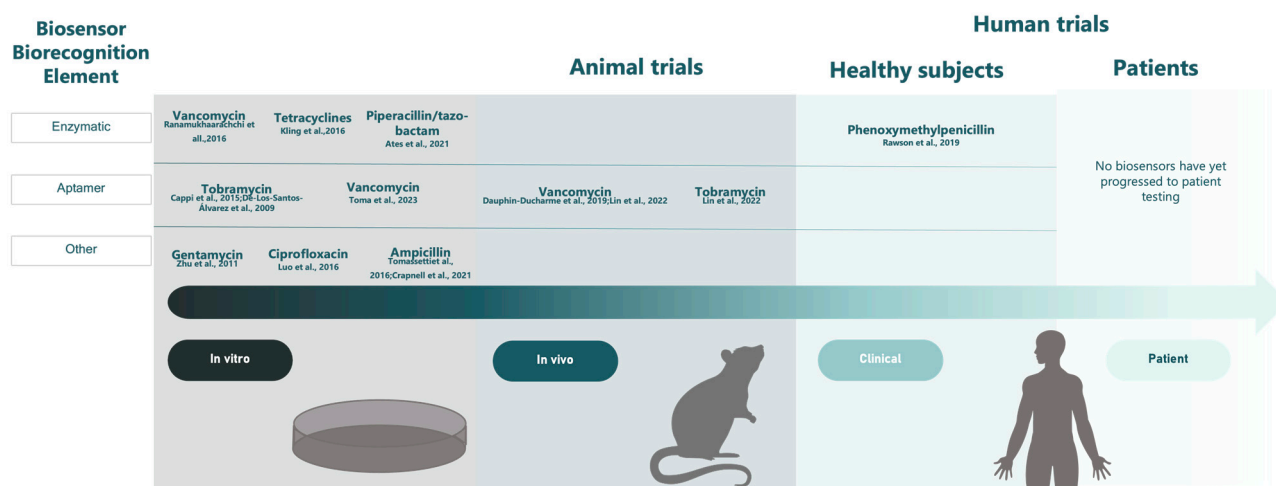 Biosensor
Biorecognition
Element
Human trials
Animal trials
Healthy subjects
Patients
Enzymatic
Vancomycin
Ranamukhaarachchi et
all.,2016
Tetracyclines
Kling et.,2016
Piperacillin/tazo-
bactam
Ates et al., 2021
Phenoxymethylpenicillin
Rawson et al., 2019
No biosensors have yet
progressed to patient
testing
Aptamer
Tobramycin
Cappi et al., 2015;De-Los-Santos-
Álvarez et al., 2009
Vancomycin
Toma et al., 2023
Vancomycin
Dauphin-Ducharme et al., 2019;Lin et al., 2022
Tobramycin
Lin et al., 2022
Other
Gentamycin
Zhu et al., 2011
Ciprofloxacin
Luo et al., 2016
Ampicillin
Tomassettiet al.,
2016;Crapnell et al., 2021
In vitro
In vivo
Clinical
Patient